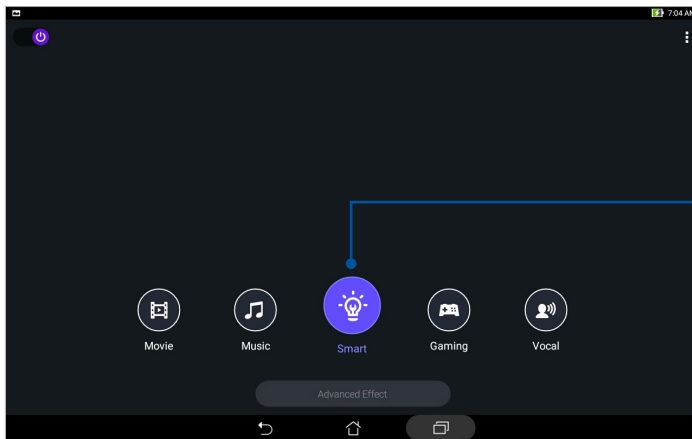 7:04 AM
Movie
Music
Smart
Gaming
Vocal
Advanced Effect